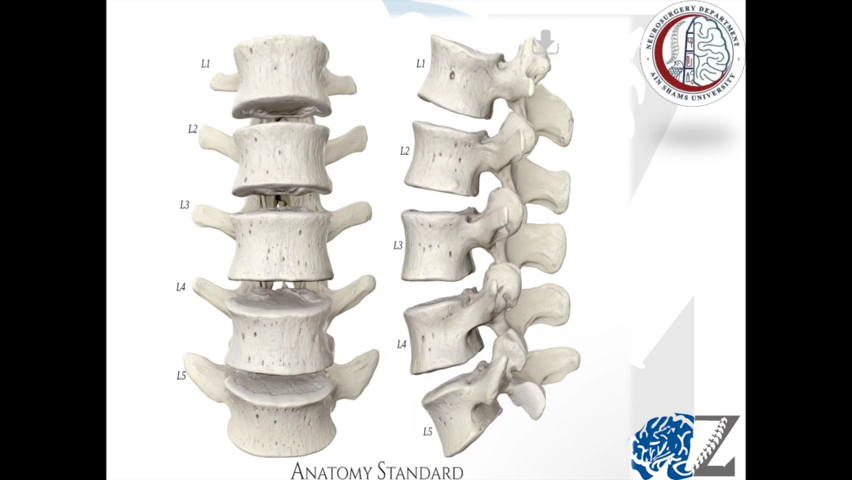 L1
L2
L3
L4
L5
L1
L2
L3
L4
L5
ANATOMY STANDARD
NEUROSURGERY DEPARTMENT
AIN SHAMS UNIVERSITY
Z